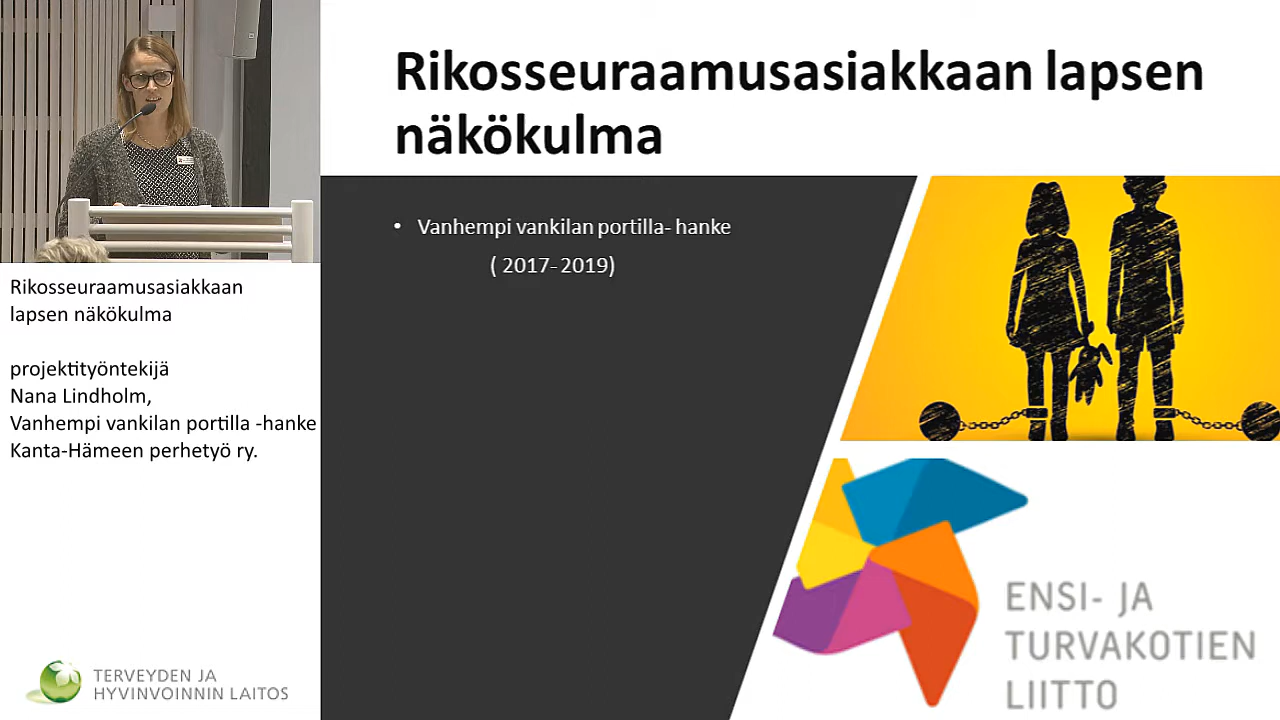 Rikosseuraamusasiakkaan lapsen
näkökulma
• Vanhempi vankilan portilla- hanke
( 2017- 2019)
Rikosseuraamusasiakkaan
lapsen näkökulma
projektityöntekijä
Nana Lindholm,
Vanhempi vankilan portilla -hanke
Kanta-Hämeen perhetyö ry.
TERVEYDEN JA
HYVINVOINNIN LAITOS
ENSI- JA
TURVAKOTIEN
LIITTO